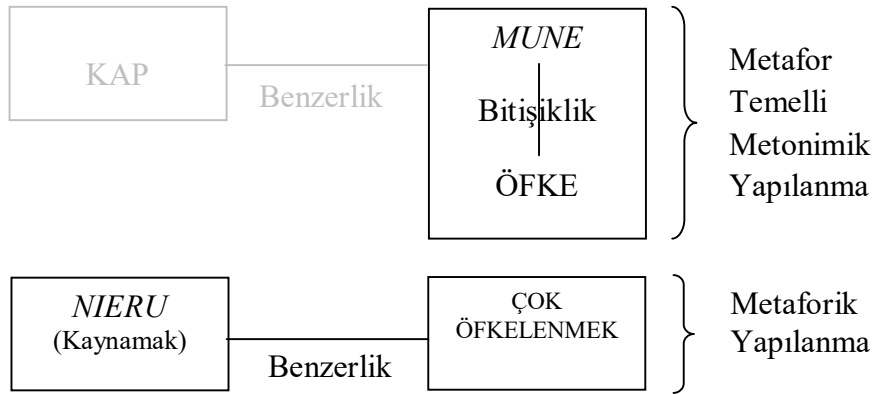 KAP
Benzerlik
MUNE
Bitişiklik
ÖFKE
Metafor
Temelli
Metonimik
Yapılanma
NIERU
(Kaynamak)
Benzerlik
ÇOK
ÖFKELENMEK
Metaforik
Yapılanma